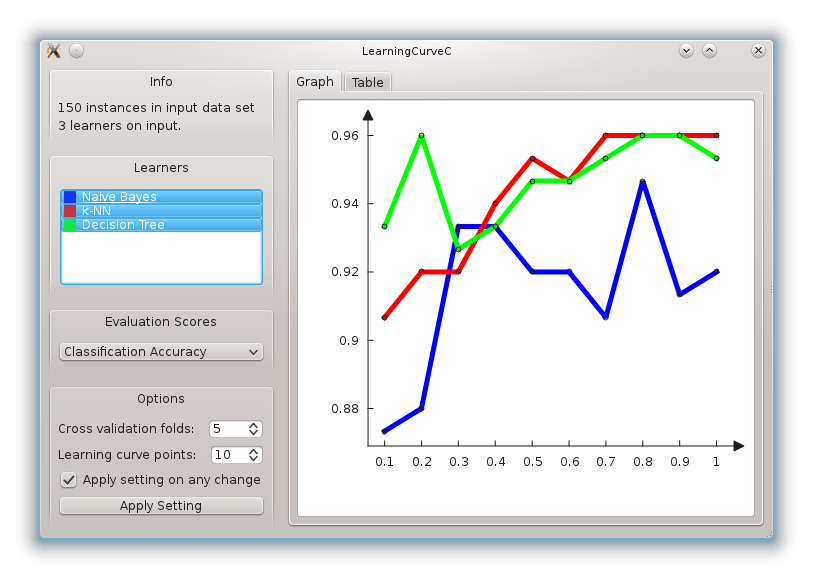 LearningCurveC
Info
150 instances in input data set
3 learners on input.
Learners
Naive Bayes
k-NN
Decision Tree
Evaluation Scores
Classification Accuracy
Options
Cross validation folds: 5
Learning curve points: 10
Apply setting on any change
Apply Setting
Graph Table
0.96
0.94
0.92
0.9
0.88
0.1 0.2 0.3 0.4 0.5 0.6 0.7 0.8 0.9 1